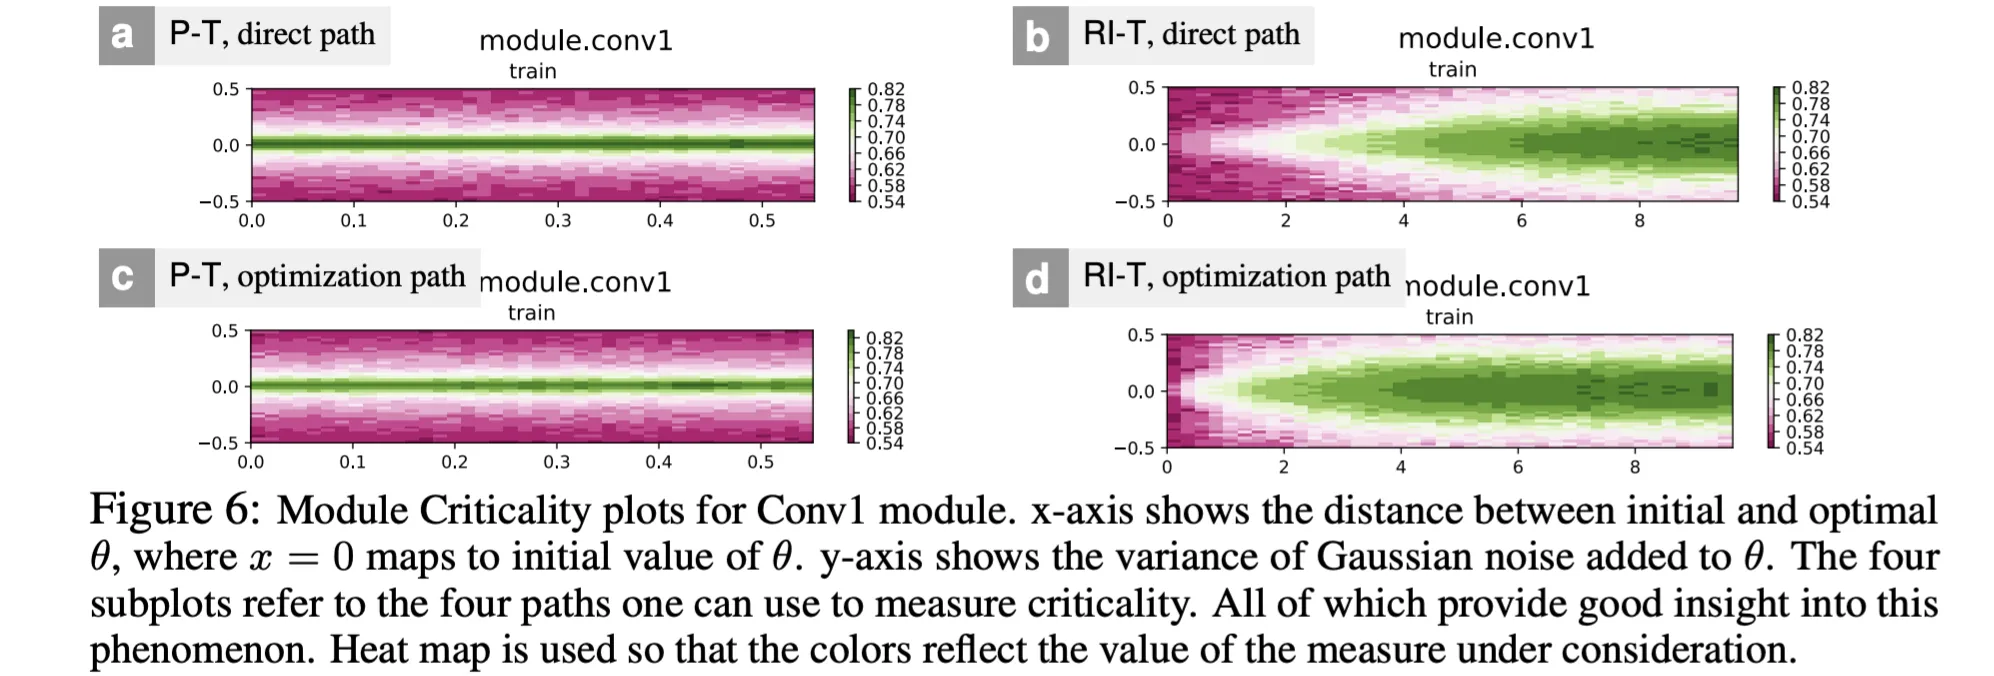 a P-T, direct path
module.conv1
train
0.5
0.0
−0.5
0.0 0.1 0.2 0.3 0.4 0.5
0.82
0.78
0.74
0.70
0.66
0.62
0.58
0.54
b RI-T, direct path
module.conv1
train
0.5
0.0
−0.5
0 2 4 6 8
0.82
0.78
0.74
0.70
0.66
0.62
0.58
0.54
c P-T, optimization path
module.conv1
train
0.5
0.0
−0.5
0.0 0.1 0.2 0.3 0.4 0.5
0.82
0.78
0.74
0.70
0.66
0.62
0.58
0.54
d RI-T, optimization path
module.conv1
train
0.5
0.0
−0.5
0 2 4 6 8
0.82
0.78
0.74
0.70
0.66
0.62
0.58
0.54
Figure 6: Module Criticality plots for Conv1 module. x-axis shows the distance between initial and optimal
θ, where x = 0 maps to initial value of θ. y-axis shows the variance of Gaussian noise added to θ. The four
subplots refer to the four paths one can use to measure criticality. All of which provide good insight into this
phenomenon. Heat map is used so that the colors reflect the value of the measure under consideration.